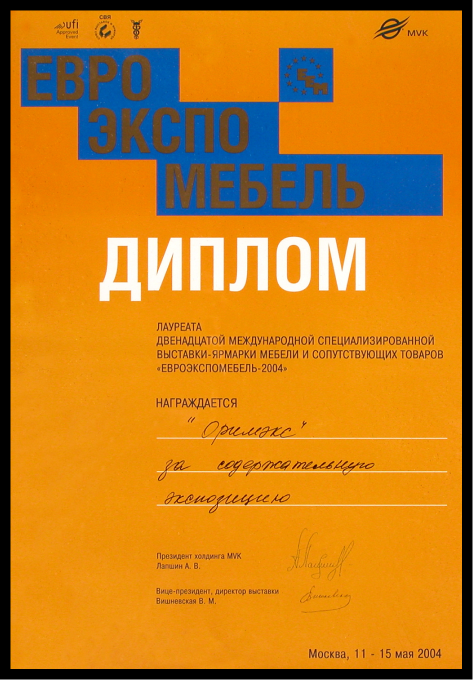 ufi
Approved
Event
CBR
MVK
ЕВРО
ЭКСПО
МЕБЕЛЬ
ЕЕМ
ДИПЛОМ
ЛАУРЕАТА
ДВЕНАДЦАТОЙ МЕЖДУНАРОДНОЙ СПЕЦИАЛИЗИРОВАННОЙ
ВЫСТАВКИ-ЯРМАРКИ МЕБЕЛИ И СОПУТСТВУЮЩИХ ТОВАРОВ
«ЕВРОЭКСПОМЕБЕЛЬ-2004»
НАГРАЖДАЕТСЯ
"Оримэкс"
за содержательную
экспозицию
Президент холдинга MVK
Лапшин А. В.
Вице-президент, директор выставки
Вишневская В. М.
Москва, 11 - 15 мая 2004